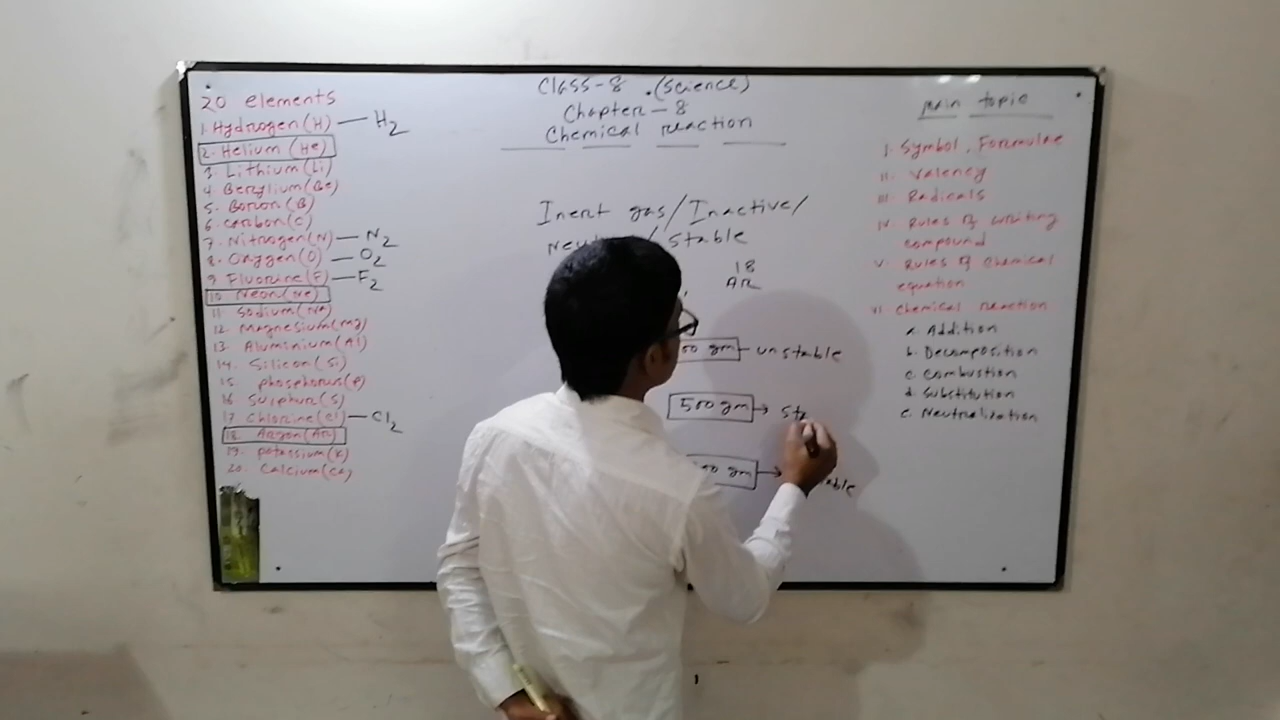 20 elements
1. Hydrogen(H) — H2
2. Helium (He)
3. Lithium(Li)
4. Berylium(Be)
5. Boron(B)
6. Carbon(C)
7. Nitrogen(N) — N2
8. Oxygen(O) — O2
9. Fluorine(F) — F2
10. Neon(Ne)
11. Sodium(Na)
12. Magnesium(Mg)
13. Aluminium(Al)
14. Silicon(Si)
15. phosphorus(P)
16. Sulphur(S)
17. Chlorine(Cl) — Cl2
18. Argon(Ar)
19. potassium(K)
20. Calcium(Ca)
Class-8 .(Science)
Chapter - 8
Chemical reaction
Inert gas/Inactive/
/ Stable
18
Ar
gm — unstable
500 gm →
gm →
Main topic
I. Symbol, Formulae
II. Valency
III. Radicals
IV. Rules of writing
compound
V. Rules of Chemical
equation
VI. Chemical reaction
a. Addition
b. Decomposition
c. Combustion
d. Substitution
e. Neutralization